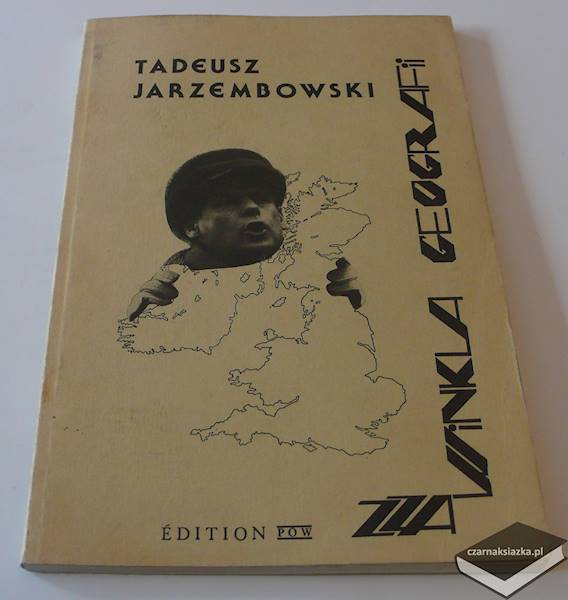 TADEUSZ
JARZEMBOWSKI
ZZA WINKLA GEOGRAFII
ÉDITION POW
czarnaksiazka.pl